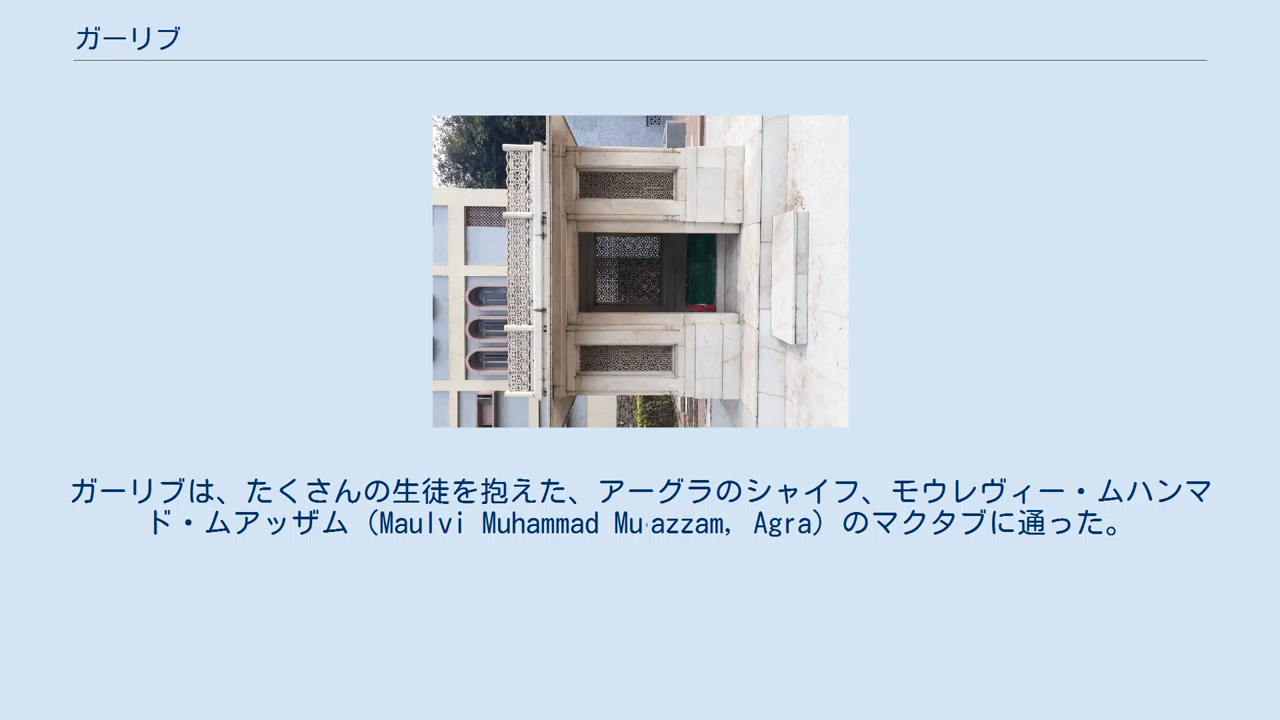 ガーリブ
ガーリブは、たくさんの生徒を抱えた、アーグラのシャイフ、モウレヴィー・ムハンマ
ド・ムアッザム（Maulvi Muhammad Muʿazzam, Agra）のマクタブに通った。